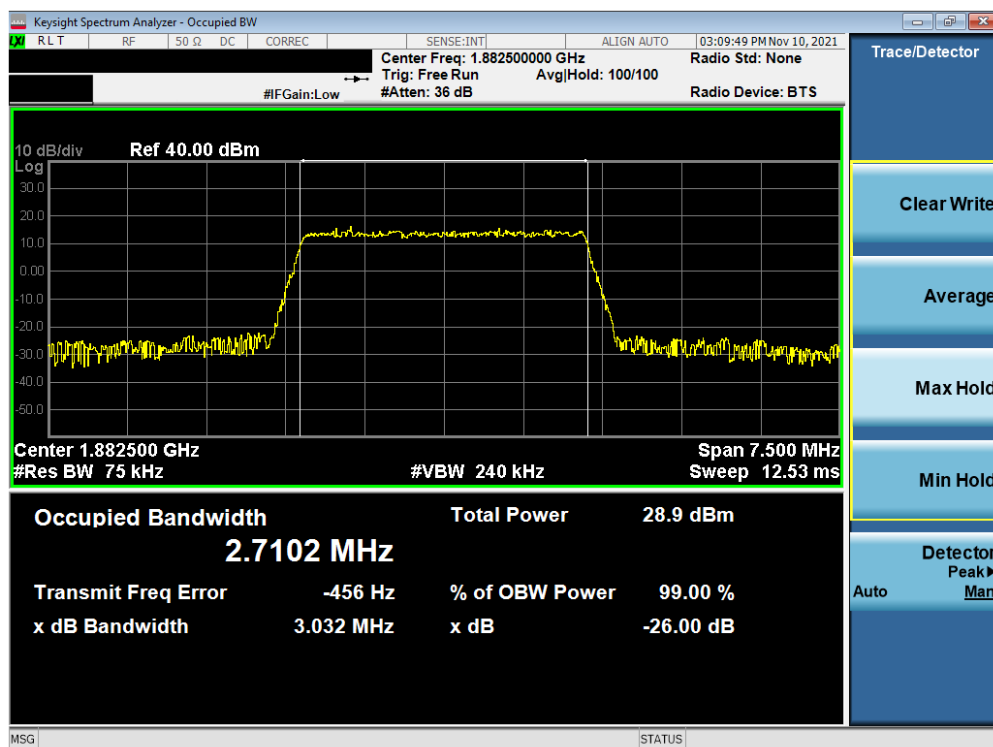 Keysight Spectrum Analyzer - Occupied BW
LXI RLT RF 50 Ω DC CORREC SENSE:INT ALIGN AUTO 03:09:49 PM Nov 10, 2021
Center Freq: 1.882500000 GHz Radio Std: None
Trig: Free Run Avg|Hold: 100/100
#IFGain:Low #Atten: 36 dB Radio Device: BTS
Trace/Detector
10 dB/div Ref 40.00 dBm
Log
30.0
20.0
10.0
0.00
-10.0
-20.0
-30.0
-40.0
-50.0
Center 1.882500 GHz Span 7.500 MHz
#Res BW 75 kHz #VBW 240 kHz Sweep 12.53 ms
Occupied Bandwidth Total Power 28.9 dBm
2.7102 MHz
Transmit Freq Error -456 Hz % of OBW Power 99.00 %
x dB Bandwidth 3.032 MHz x dB -26.00 dB
Clear Write
Average
Max Hold
Min Hold
Detector
Peak▶
Auto Man
MSG STATUS